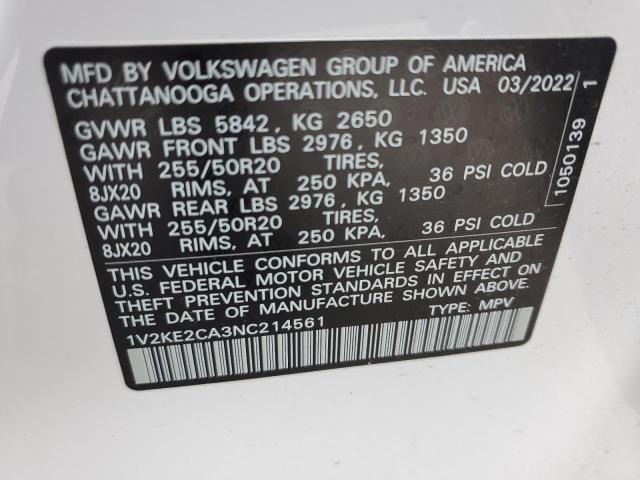 MFD BY VOLKSWAGEN GROUP OF AMERICA
CHATTANOOGA OPERATIONS, LLC. USA 03/2022
GVWR LBS 5842, KG 2650
GAWR FRONT LBS 2976, KG 1350
WITH 255/50R20 TIRES,
8JX20 RIMS, AT 250 KPA, 36 PSI COLD
GAWR REAR LBS 2976, KG 1350
WITH 255/50R20 TIRES,
8JX20 RIMS, AT 250 KPA, 36 PSI COLD
THIS VEHICLE CONFORMS TO ALL APPLICABLE
U.S. FEDERAL MOTOR VEHICLE SAFETY AND
THEFT PREVENTION STANDARDS IN EFFECT ON
THE DATE OF MANUFACTURE SHOWN ABOVE.
1V2KE2CA3NC214561 TYPE: MPV
1050139 1